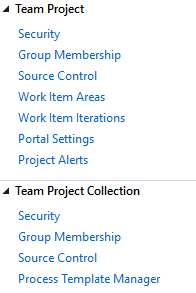 Team Project
Security
Group Membership
Source Control
Work Item Areas
Work Item Iterations
Portal Settings
Project Alerts
Team Project Collection
Security
Group Membership
Source Control
Process Template Manager